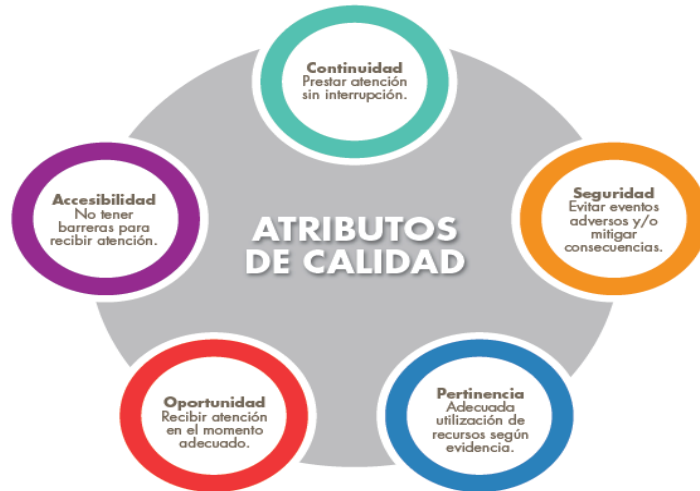 Continuidad
Prestar atención
sin interrupción.
Accesibilidad
No tener
barreras para
recibir atención.
ATRIBUTOS
DE CALIDAD
Seguridad
Evitar eventos
adversos y/o
mitigar
consecuencias.
Oportunidad
Recibir atención
en el momento
adecuado.
Pertinencia
Adecuada
utilización de
recursos según
evidencia.